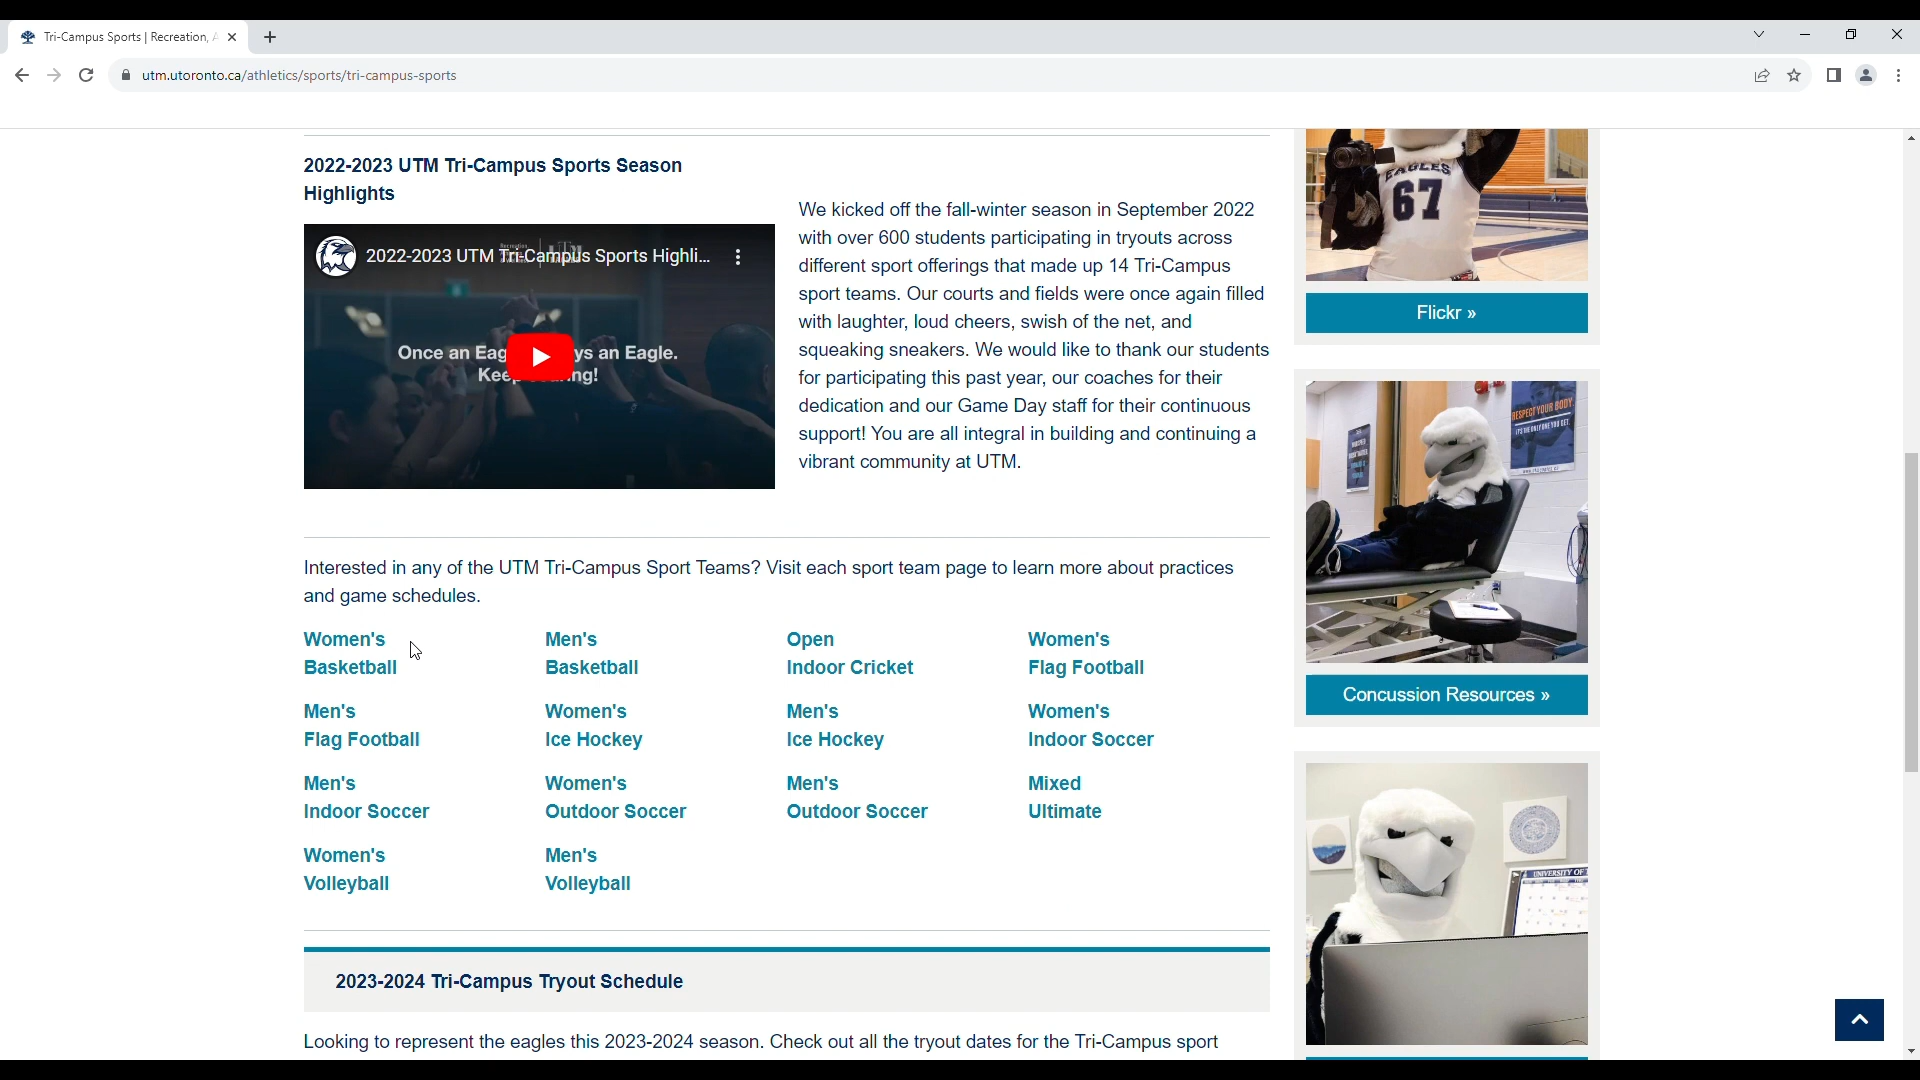 Tri-Campus Sports | Recreation, A
utm.utoronto.ca/athletics/sports/tri-campus-sports
2022-2023 UTM Tri-Campus Sports Season
Highlights
2022-2023 UTM Tri-Campus Sports Highli...
Once an Eag ys an Eagle.
Kee ng!
We kicked off the fall-winter season in September 2022
with over 600 students participating in tryouts across
different sport offerings that made up 14 Tri-Campus
sport teams. Our courts and fields were once again filled
with laughter, loud cheers, swish of the net, and
squeaking sneakers. We would like to thank our students
for participating this past year, our coaches for their
dedication and our Game Day staff for their continuous
support! You are all integral in building and continuing a
vibrant community at UTM.
Interested in any of the UTM Tri-Campus Sport Teams? Visit each sport team page to learn more about practices
and game schedules.
Women's
Basketball
Men's
Basketball
Open
Indoor Cricket
Women's
Flag Football
Men's
Flag Football
Women's
Ice Hockey
Men's
Ice Hockey
Women's
Indoor Soccer
Men's
Indoor Soccer
Women's
Outdoor Soccer
Men's
Outdoor Soccer
Mixed
Ultimate
Women's
Volleyball
Men's
Volleyball
2023-2024 Tri-Campus Tryout Schedule
Looking to represent the eagles this 2023-2024 season. Check out all the tryout dates for the Tri-Campus sport
EAGLES
67
Flickr »
RESPECT YOUR BODY
IT'S THE ONLY ONE YOU GET.
Concussion Resources »
UNIVERSITY OF T